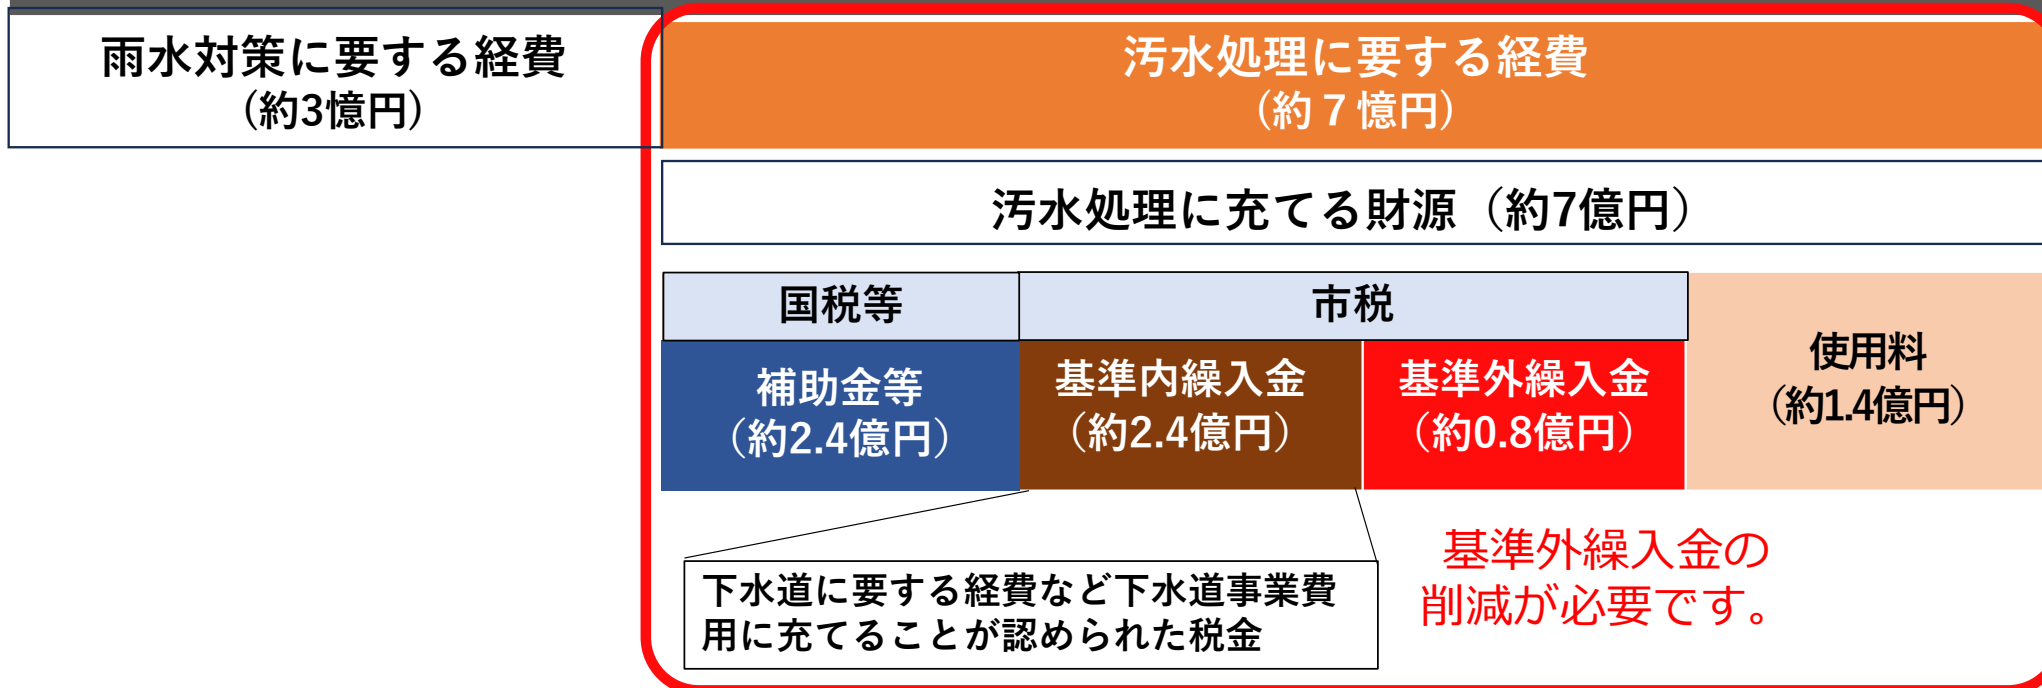 雨水対策に要する経費
(約3憶円)
汚水処理に要する経費
(約７憶円)
汚水処理に充てる財源（約7億円）
国税等
市税
補助金等
（約2.4億円）
基準内繰入金
（約2.4億円）
基準外繰入金
（約0.8億円）
使用料
（約1.4億円）
下水道に要する経費など下水道事業費
用に充てることが認められた税金
基準外繰入金の
削減が必要です。